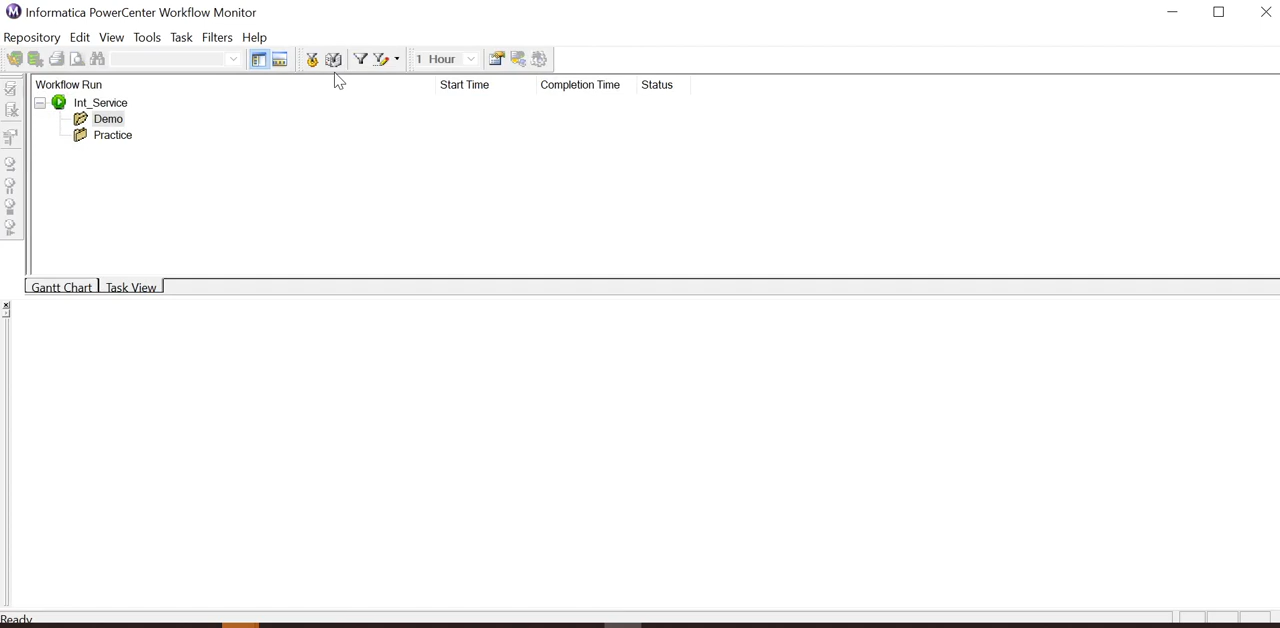 Informatica PowerCenter Workflow Monitor
Repository Edit View Tools Task Filters Help
1 Hour
Workflow Run Start Time Completion Time Status
Int_Service
Demo
Practice
Gantt Chart Task View
Ready